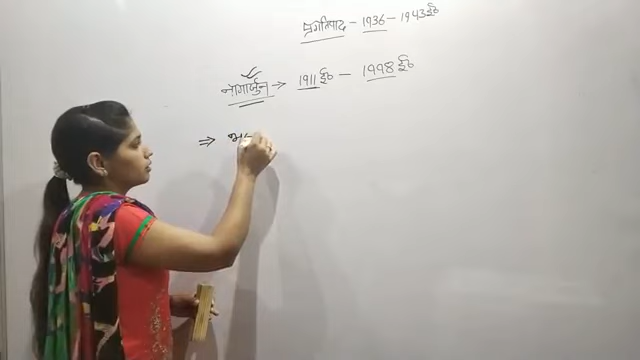 प्रगतिवाद - 1936 - 1943 ई०
नागार्जुन → 1911 ई० - 1998 ई०
⇒